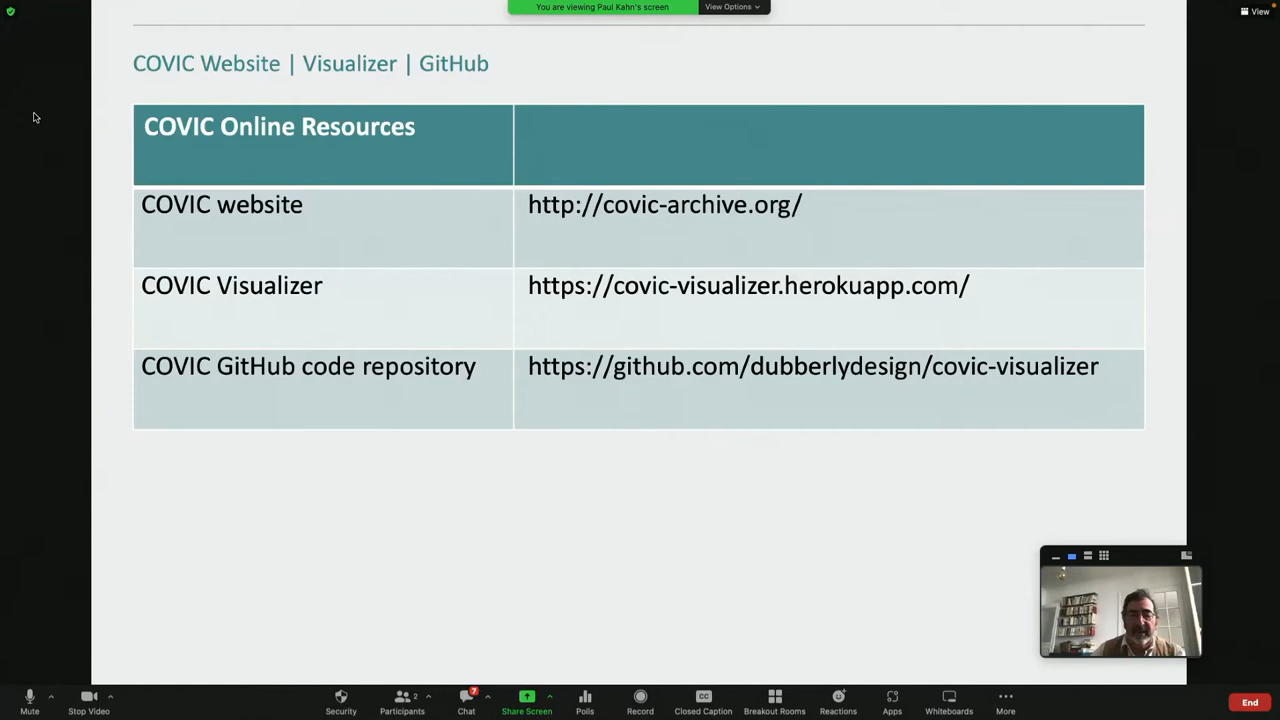 You are viewing Paul Kahn's screen
View Options
View
COVIC Website | Visualizer | GitHub
COVIC Online Resources
COVIC website
http://covic-archive.org/
COVIC Visualizer
https://covic-visualizer.herokuapp.com/
COVIC GitHub code repository
https://github.com/dubberlydesign/covic-visualizer
Mute
Stop Video
Security
Participants 2
Chat 7
Share Screen
Polls
Record
CC Closed Caption
Breakout Rooms
Reactions
Apps
Whiteboards
More
End